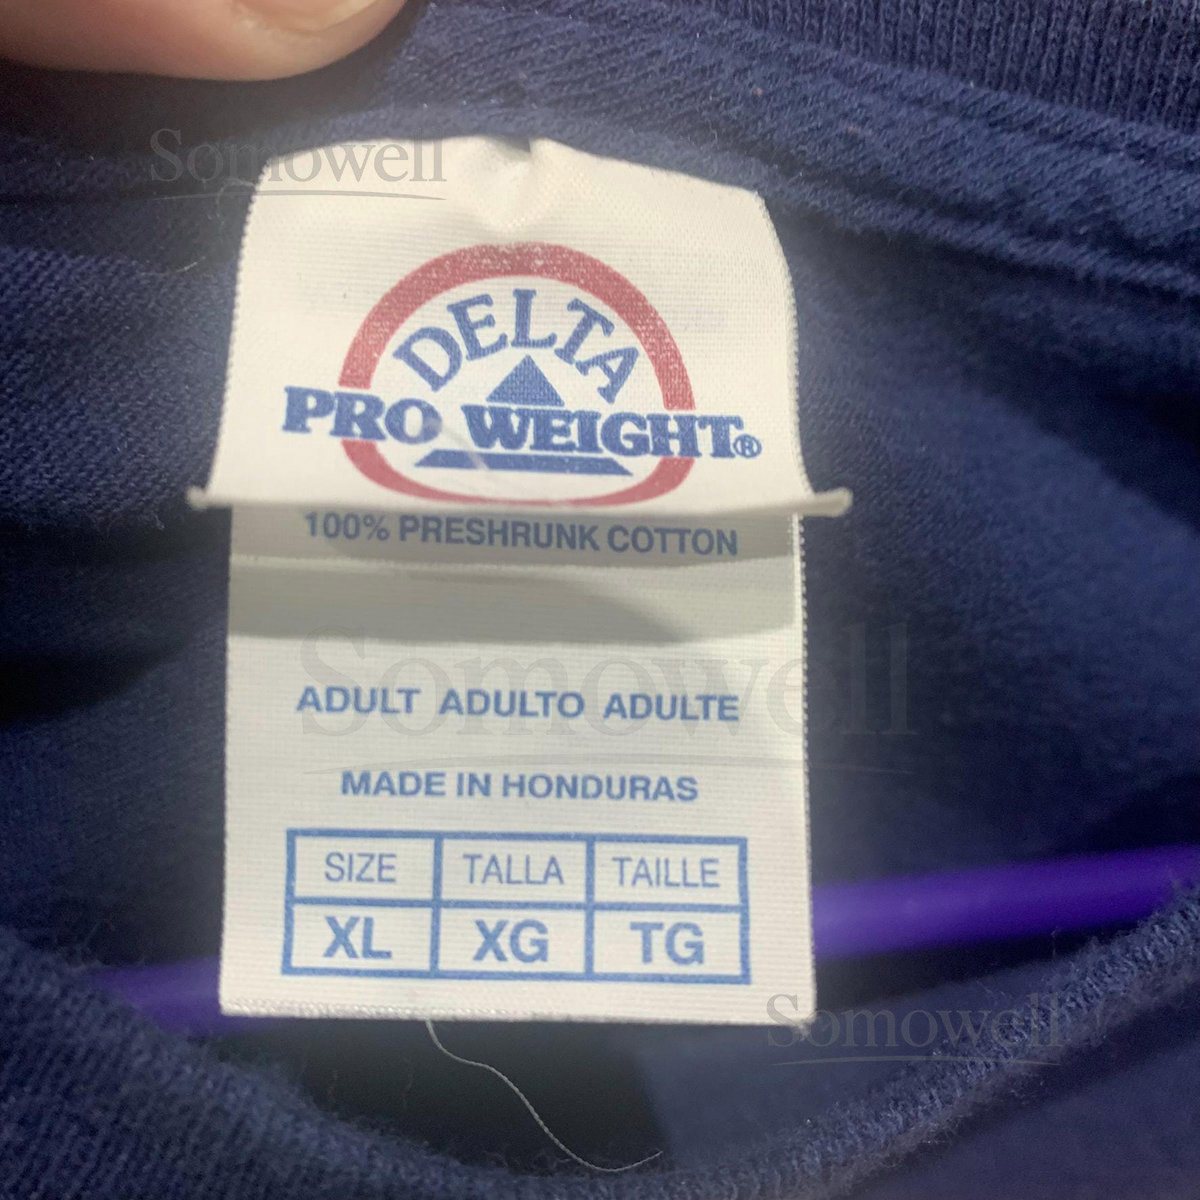 Somowell
DELTA
PRO WEIGHT®
100% PRESHRUNK COTTON
Somowell
ADULT ADULTO ADULTE
MADE IN HONDURAS
SIZE TALLA TAILLE
XL XG TG
Somowell